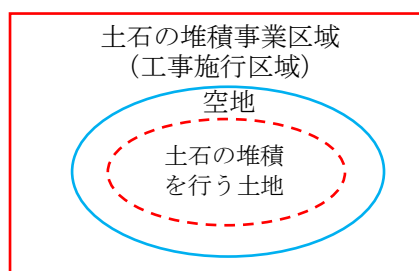 土石の堆積事業区域
（工事施行区域）
空地
土石の堆積
を行う土地